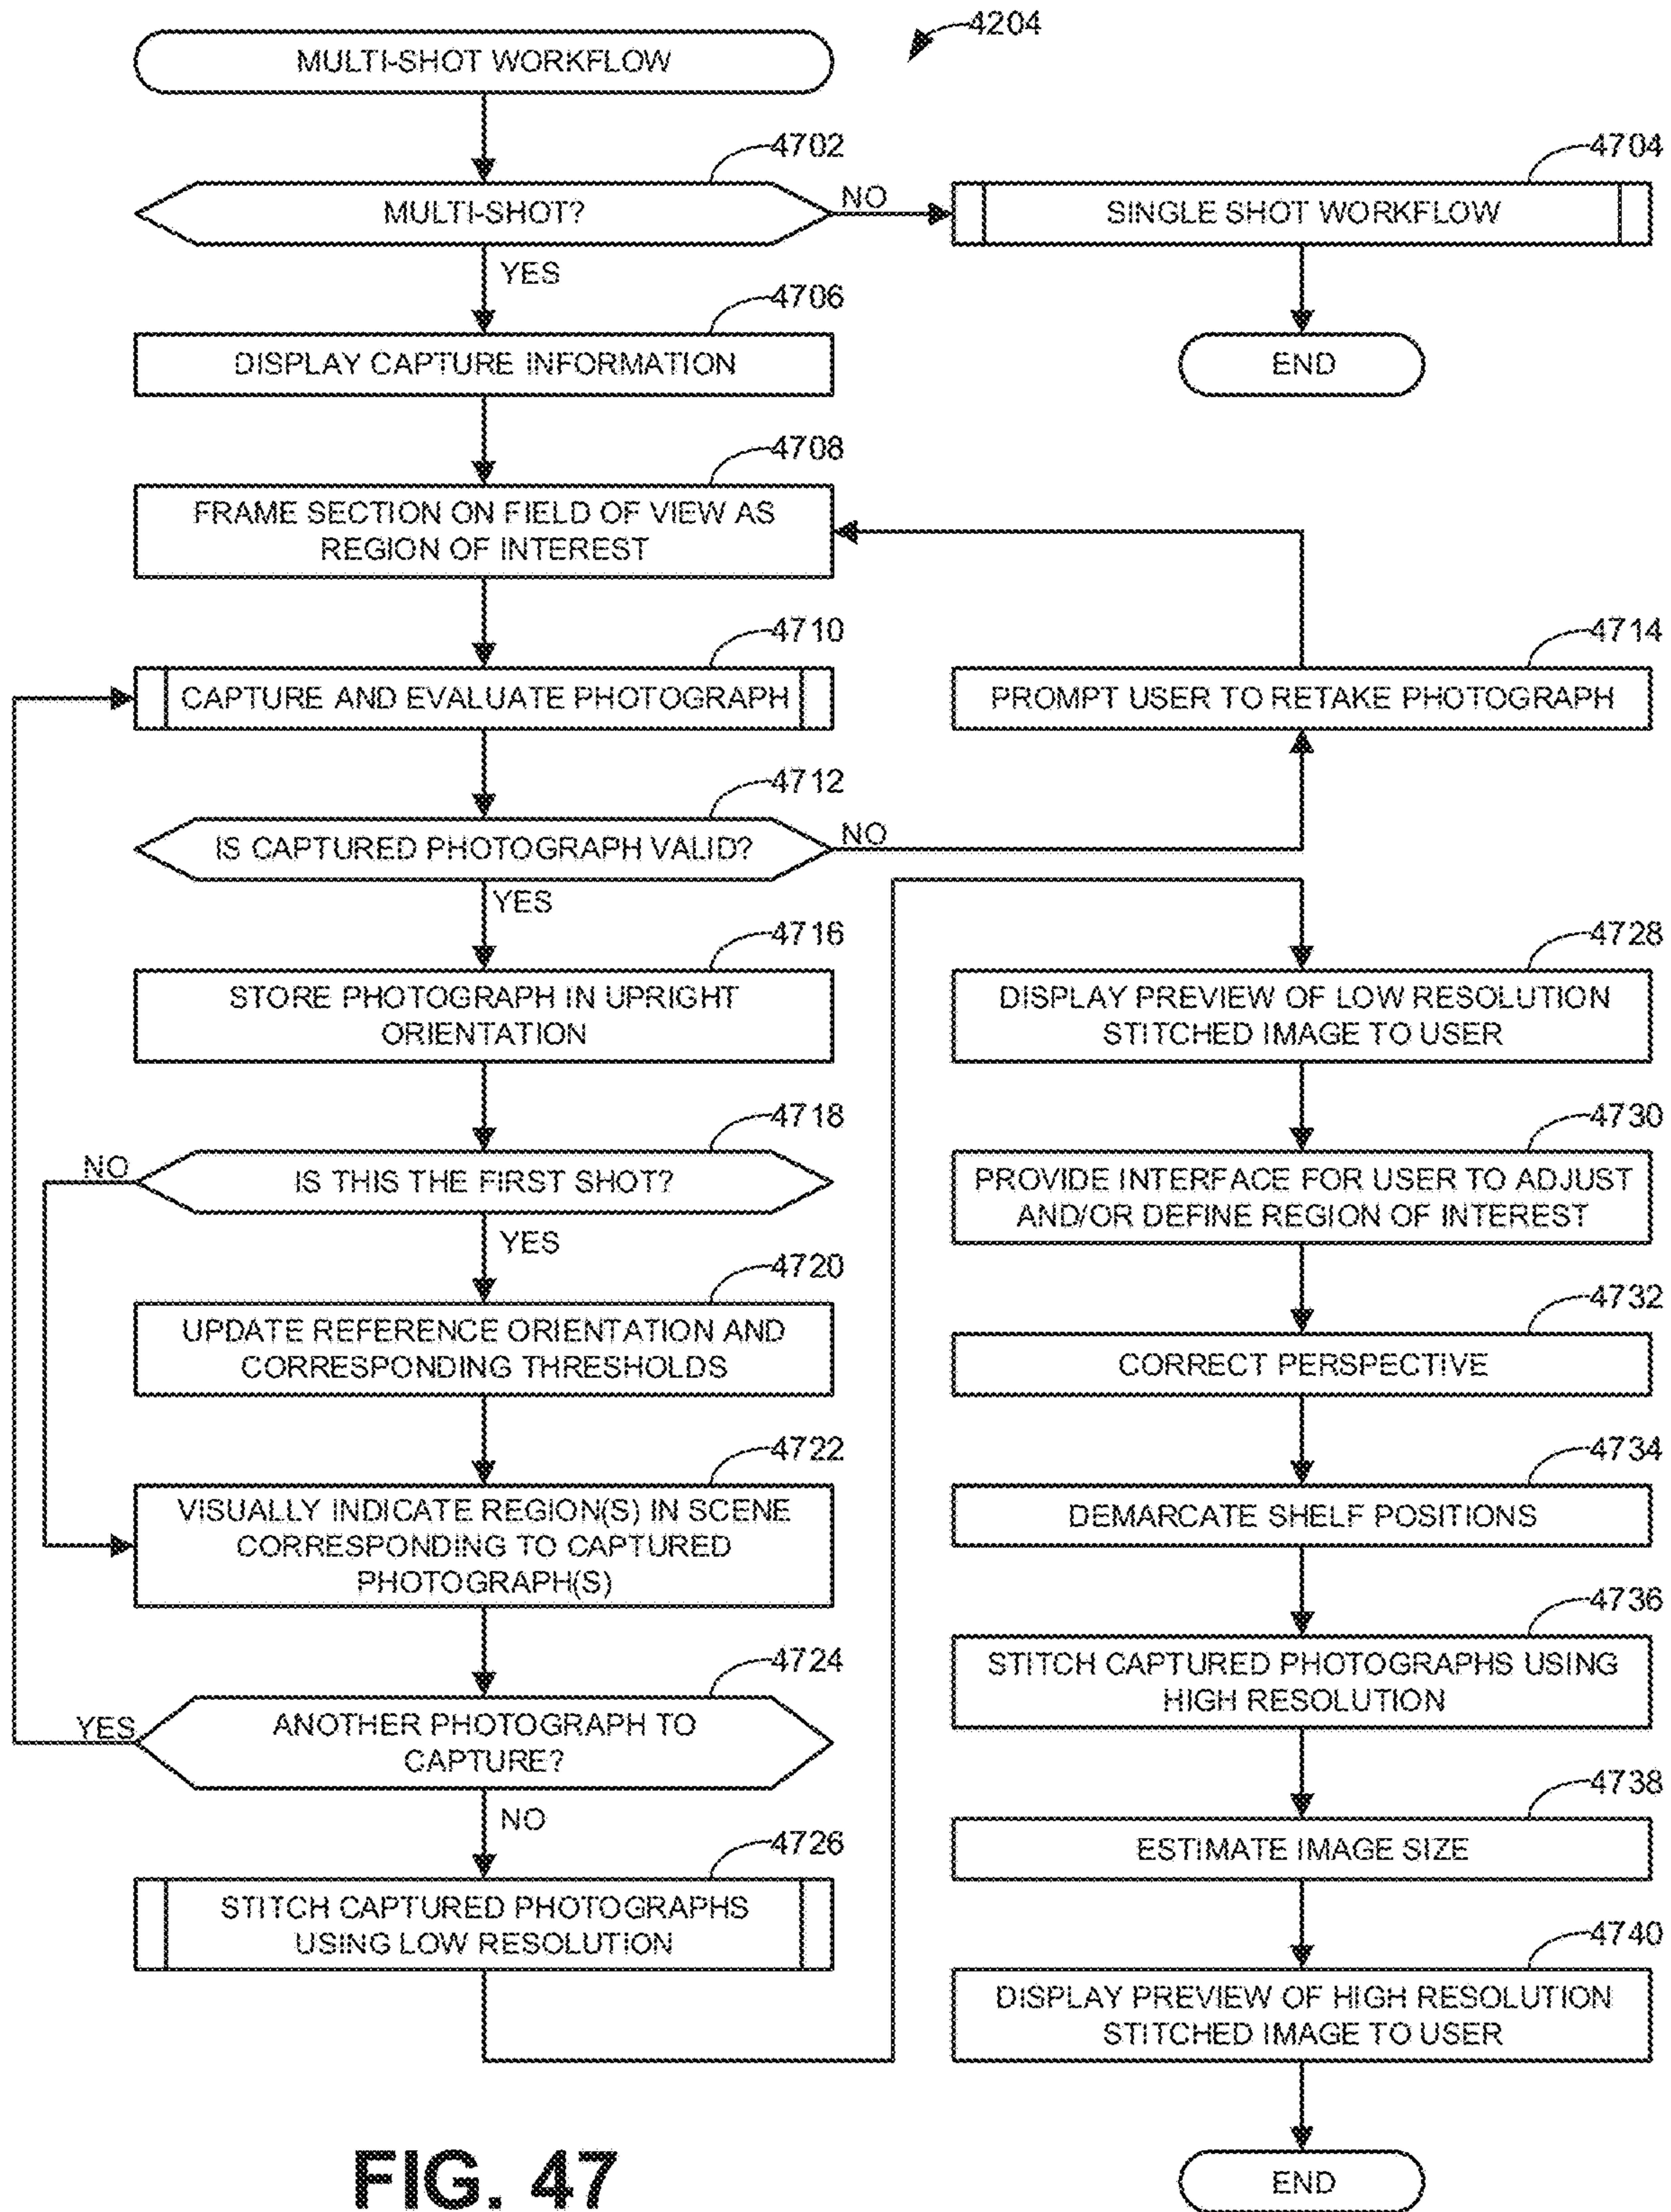 4204
MULTI-SHOT WORKFLOW
4702
MULTI-SHOT?
NO
YES
4704
SINGLE SHOT WORKFLOW
END
4706
DISPLAY CAPTURE INFORMATION
4708
FRAME SECTION ON FIELD OF VIEW AS
REGION OF INTEREST
4710
CAPTURE AND EVALUATE PHOTOGRAPH
4714
PROMPT USER TO RETAKE PHOTOGRAPH
4712
IS CAPTURED PHOTOGRAPH VALID?
NO
YES
4716
STORE PHOTOGRAPH IN UPRIGHT
ORIENTATION
4718
NO
IS THIS THE FIRST SHOT?
YES
4720
UPDATE REFERENCE ORIENTATION AND
CORRESPONDING THRESHOLDS
4722
VISUALLY INDICATE REGION(S) IN SCENE
CORRESPONDING TO CAPTURED
PHOTOGRAPH(S)
4724
YES
ANOTHER PHOTOGRAPH TO
CAPTURE?
NO
4726
STITCH CAPTURED PHOTOGRAPHS
USING LOW RESOLUTION
4728
DISPLAY PREVIEW OF LOW RESOLUTION
STITCHED IMAGE TO USER
4730
PROVIDE INTERFACE FOR USER TO ADJUST
AND/OR DEFINE REGION OF INTEREST
4732
CORRECT PERSPECTIVE
4734
DEMARCATE SHELF POSITIONS
4736
STITCH CAPTURED PHOTOGRAPHS USING
HIGH RESOLUTION
4738
ESTIMATE IMAGE SIZE
4740
DISPLAY PREVIEW OF HIGH RESOLUTION
STITCHED IMAGE TO USER
END
FIG. 47